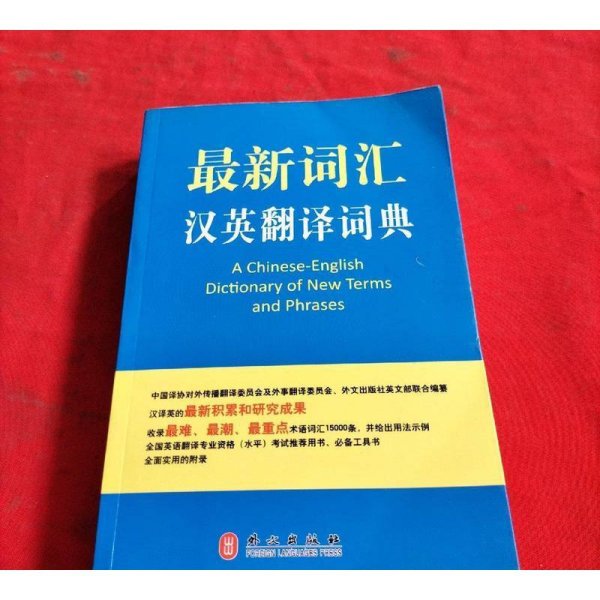 最新词汇
汉英翻译词典
A Chinese-English
Dictionary of New Terms
and Phrases
中国译协对外传播翻译委员会及外事翻译委员会、外文出版社英文部联合编纂
汉译英的最新积累和研究成果
收录最难、最潮、最重点术语词汇15000条，并给出用法示例
全国英语翻译专业资格（水平）考试推荐用书、必备工具书
全面实用的附录
外文出版社
FOREIGN LANGUAGES PRESS